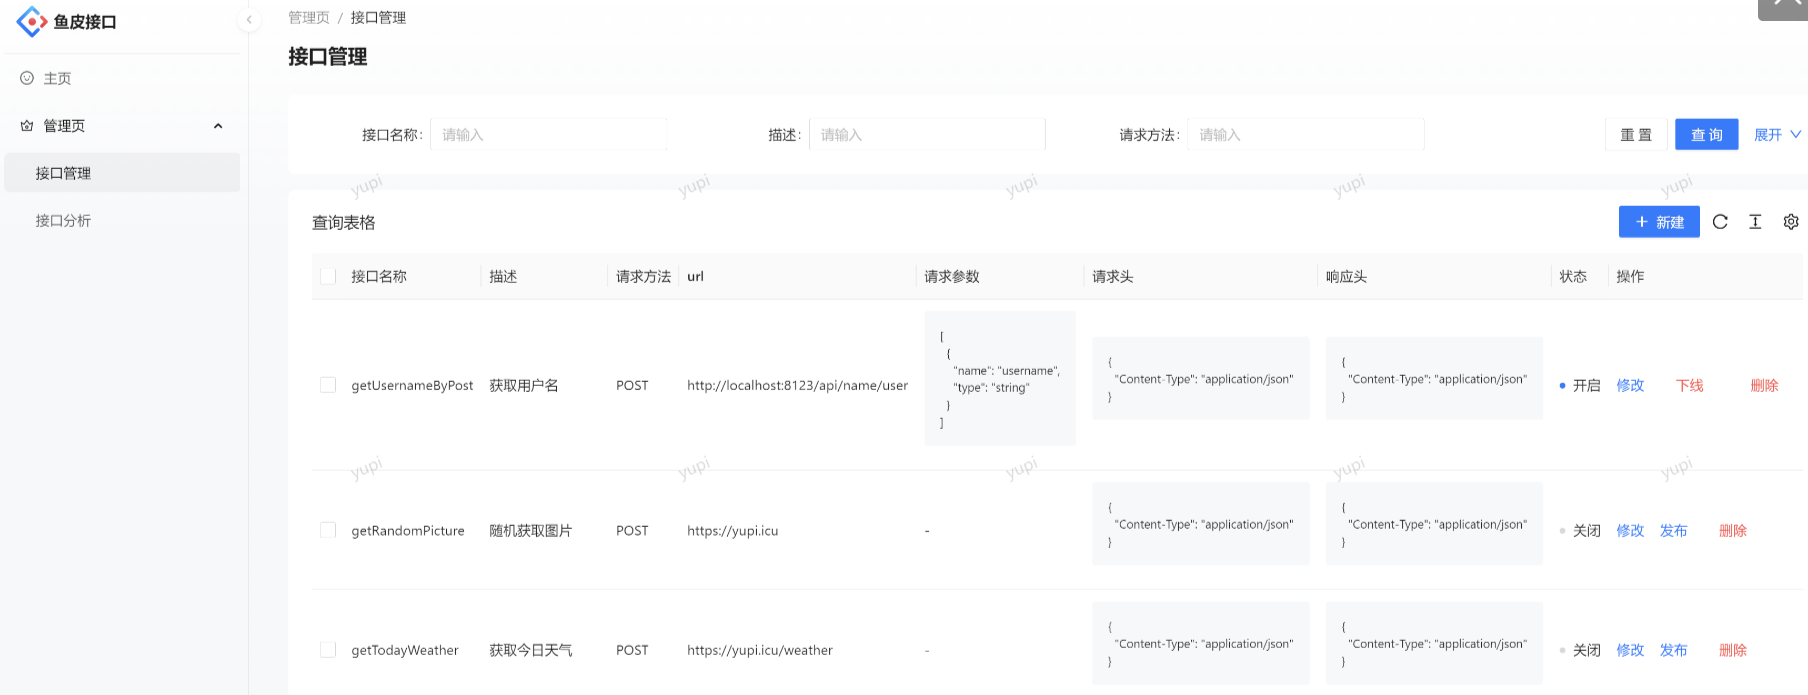 鱼皮接口
主页
管理页
接口管理
接口分析
管理页 / 接口管理
接口管理
接口名称: 请输入 描述: 请输入 请求方法: 请输入 重 置 查 询 展开
yupi yupi yupi yupi yupi
查询表格 + 新建
接口名称 描述 请求方法 url 请求参数 请求头 响应头 状态 操作
getUsernameByPost 获取用户名 POST http://localhost:8123/api/name/user
[
{
"name": "username",
"type": "string"
}
]
{
"Content-Type": "application/json"
}
{
"Content-Type": "application/json"
}
开启 修改 下线 删除
yupi yupi yupi yupi yupi
getRandomPicture 随机获取图片 POST https://yupi.icu -
{
"Content-Type": "application/json"
}
{
"Content-Type": "application/json"
}
关闭 修改 发布 删除
getTodayWeather 获取今日天气 POST https://yupi.icu/weather -
{
"Content-Type": "application/json"
}
{
"Content-Type": "application/json"
}
关闭 修改 发布 删除